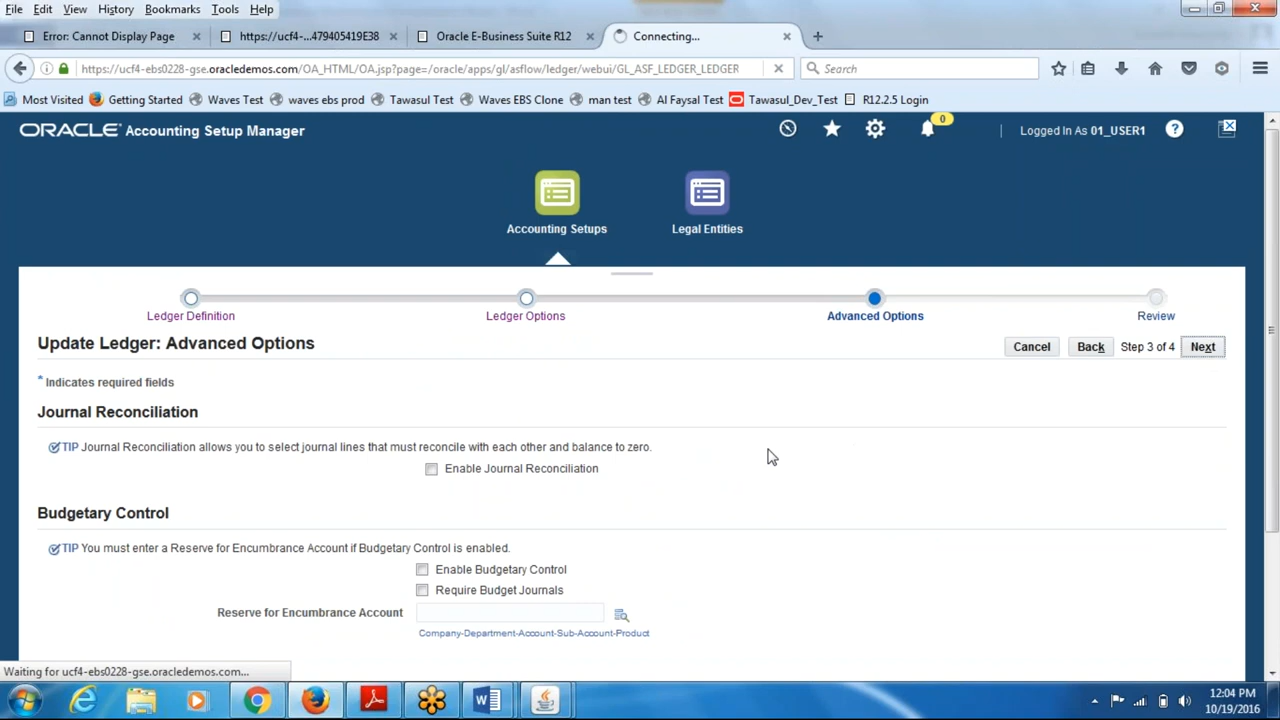 File Edit View History Bookmarks Tools Help
Error: Cannot Display Page × https://ucf4-...479405419E38 × Oracle E-Business Suite R12 × Connecting... × +
https://ucf4-ebs0228-gse.oracledemos.com/OA_HTML/OA.jsp?page=/oracle/apps/gl/asflow/ledger/webui/GL_ASF_LEDGER_LEDGER Search
Most Visited Getting Started Waves Test waves ebs prod Tawasul Test Waves EBS Clone man test Al Faysal Test Tawasul_Dev_Test R12.2.5 Login
ORACLE Accounting Setup Manager 0 Logged In As 01_USER1 ?
Accounting Setups Legal Entities
Ledger Definition Ledger Options Advanced Options Review
Update Ledger: Advanced Options Cancel Back Step 3 of 4 Next
* Indicates required fields
Journal Reconciliation
TIP Journal Reconciliation allows you to select journal lines that must reconcile with each other and balance to zero.
Enable Journal Reconciliation
Budgetary Control
TIP You must enter a Reserve for Encumbrance Account if Budgetary Control is enabled.
Enable Budgetary Control
Require Budget Journals
Reserve for Encumbrance Account
Company-Department-Account-Sub-Account-Product
Waiting for ucf4-ebs0228-gse.oracledemos.com...
12:04 PM
10/19/2016